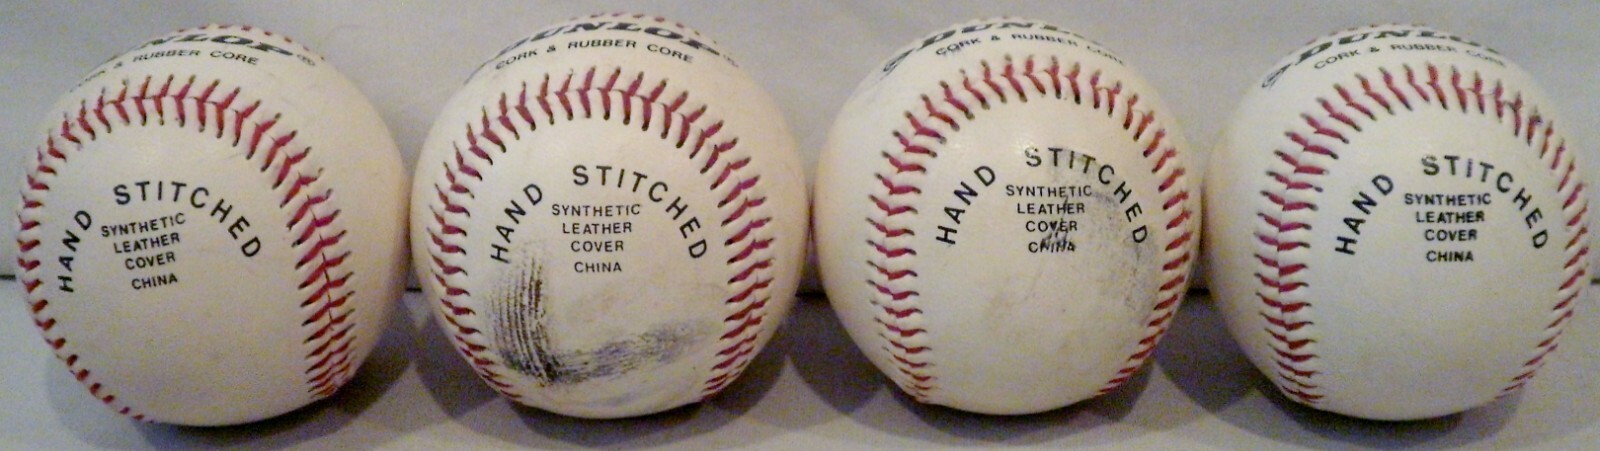 DUNLOP
CORK & RUBBER CORE
HAND STITCHED
SYNTHETIC
LEATHER
COVER
CHINA
DUNLOP®
CORK & RUBBER CORE
HAND STITCHED
SYNTHETIC
LEATHER
COVER
CHINA
DUNLOP
CORK & RUBBER CORE
HAND STITCHED
SYNTHETIC
LEATHER
COVER
CHINA
DUNLOP
CORK & RUBBER CORE
HAND STITCHED
SYNTHETIC
LEATHER
COVER
CHINA